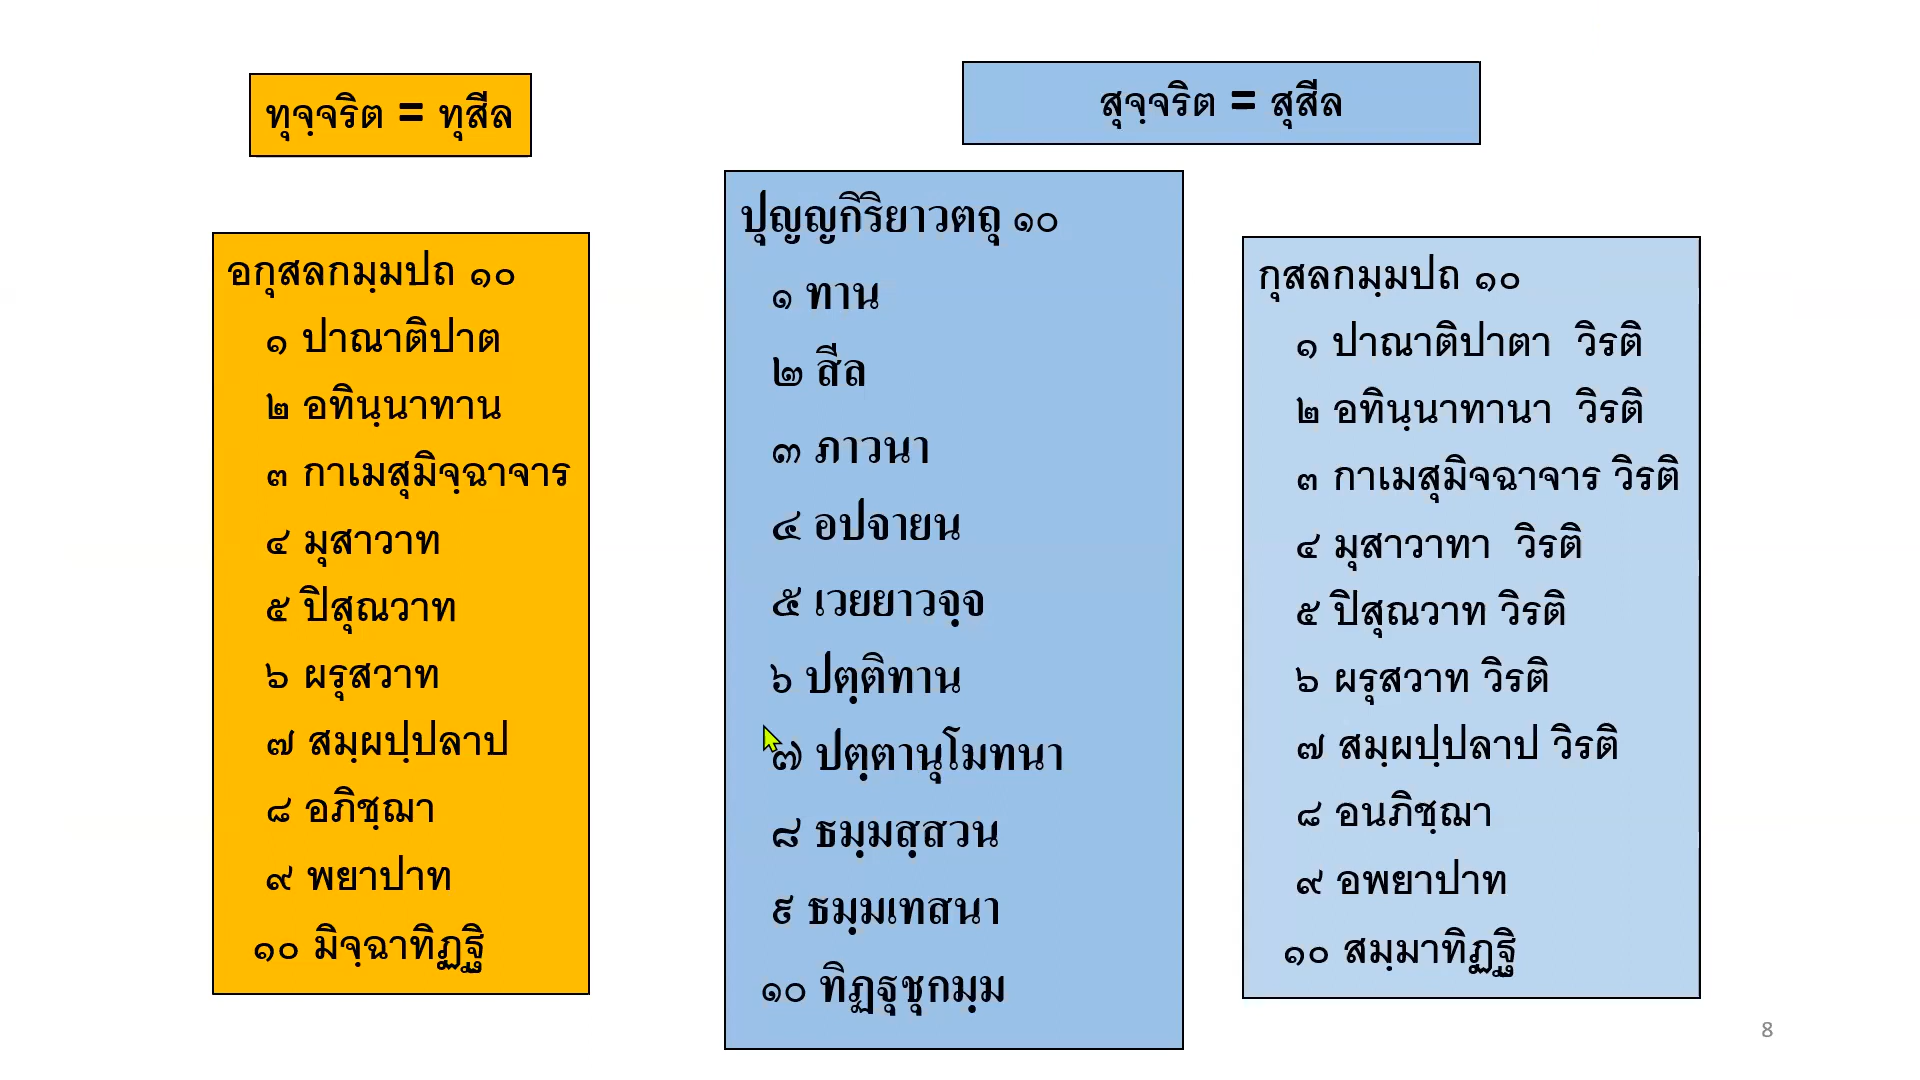 ทุจฺจริต = ทุสีล
สุจฺจริต = สุสีล
อกุสลกมฺมปถ ๑๐
๑ ปาณาติปาต
๒ อทินฺนาทาน
๓ กาเมสุมิจฺฉาจาร
๔ มุสาวาท
๕ ปิสุณวาท
๖ ผรุสวาท
๗ สมฺผปฺปลาป
๘ อภิชฺฌา
๙ พยาปาท
๑๐ มิจฺฉาทิฏฐิ
ปุญญกิริยาวตถุ ๑๐
๑ ทาน
๒ สีล
๓ ภาวนา
๔ อปจายน
๕ เวยยาวจฺจ
๖ ปตฺติทาน
๗ ปตฺตานุโมทนา
๘ ธมฺมสฺสวน
๙ ธมฺมเทสนา
๑๐ ทิฏฐุชุกมฺม
กุสลกมฺมปถ ๑๐
๑ ปาณาติปาตา วิรติ
๒ อทินฺนาทานา วิรติ
๓ กาเมสุมิจฉาจาร วิรติ
๔ มุสาวาทา วิรติ
๕ ปิสุณวาท วิรติ
๖ ผรุสวาท วิรติ
๗ สมฺผปฺปลาป วิรติ
๘ อนภิชฺฌา
๙ อพยาปาท
๑๐ สมฺมาทิฏฐิ
8